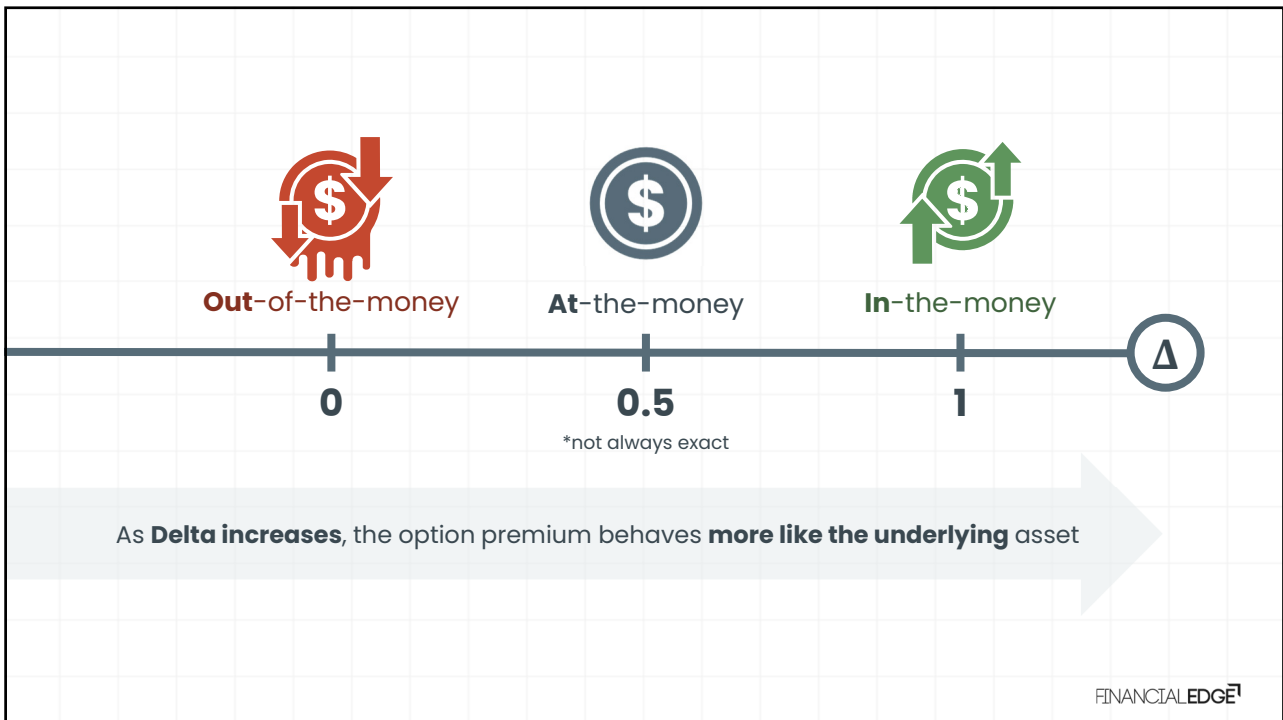 $ $ $
Out-of-the-money At-the-money In-the-money
Δ
0 0.5 1
*not always exact
As Delta increases, the option premium behaves more like the underlying asset
FINANCIALEDGE